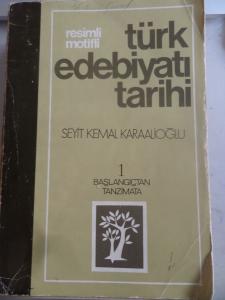 resimli
motifli
türk
edebiyatı
tarihi
SEYİT KEMAL KARAALİOĞLU
1
BAŞLANGIÇTAN
TANZİMATA